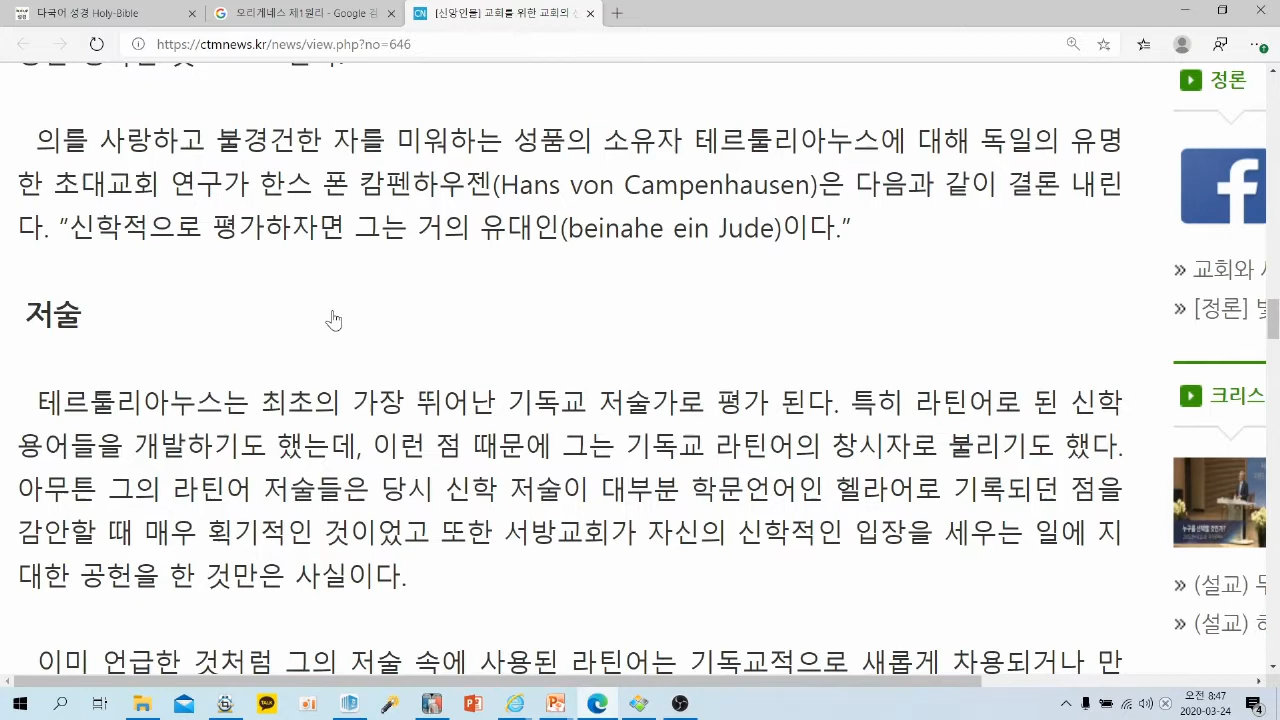 다국어 성경 Holy-Bible
오리게네스 제1원리 - Google 검
CN [신앙인물] 교회를 위한 교회의
https://ctmnews.kr/news/view.php?no=646
의를 사랑하고 불경건한 자를 미워하는 성품의 소유자 테르툴리아누스에 대해 독일의 유명
한 초대교회 연구가 한스 폰 캄펜하우젠(Hans von Campenhausen)은 다음과 같이 결론 내린
다. “신학적으로 평가하자면 그는 거의 유대인(beinahe ein Jude)이다.”
저술
테르툴리아누스는 최초의 가장 뛰어난 기독교 저술가로 평가 된다. 특히 라틴어로 된 신학
용어들을 개발하기도 했는데, 이런 점 때문에 그는 기독교 라틴어의 창시자로 불리기도 했다.
아무튼 그의 라틴어 저술들은 당시 신학 저술이 대부분 학문언어인 헬라어로 기록되던 점을
감안할 때 매우 획기적인 것이었고 또한 서방교회가 자신의 신학적인 입장을 세우는 일에 지
대한 공헌을 한 것만은 사실이다.
이미 언급한 것처럼 그의 저술 속에 사용된 라틴어는 기독교적으로 새롭게 차용되거나 만
정론
» 교회와
» [정론]
크리스
누구를 선택할 것인가?
» (설교)
» (설교)
TALK
오전 8:47
2020-03-24
4